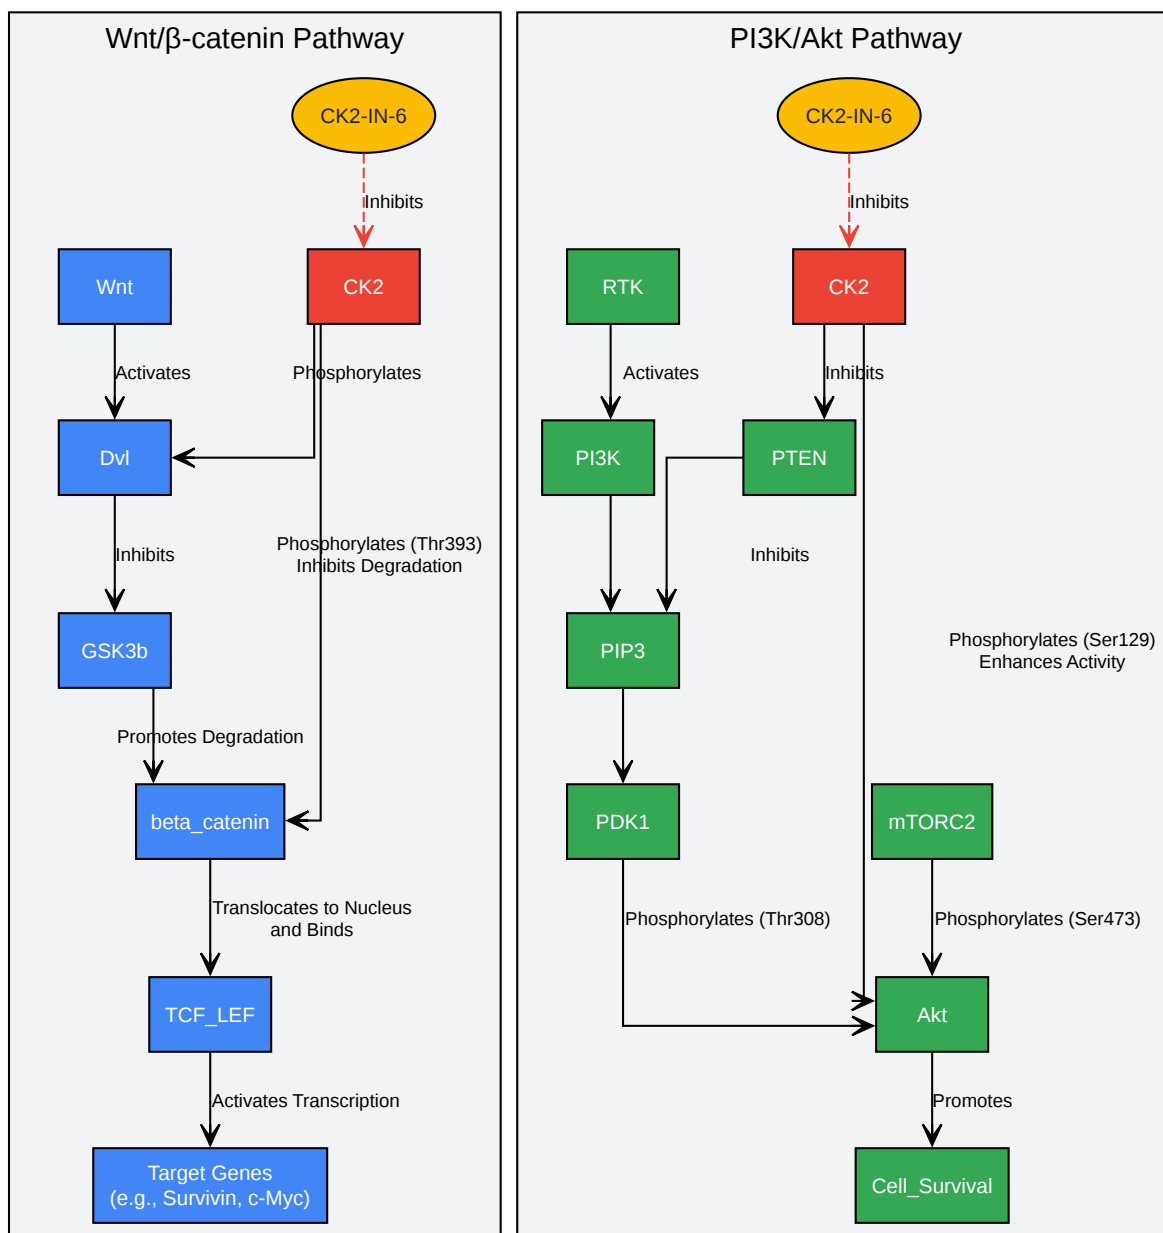 Wnt/β-catenin Pathway
CK2-IN-6
Inhibits
Wnt
CK2
Activates
Phosphorylates
Dvl
Inhibits
Phosphorylates (Thr393)
Inhibits Degradation
GSK3b
Promotes Degradation
beta_catenin
Translocates to Nucleus
and Binds
TCF_LEF
Activates Transcription
Target Genes
(e.g., Survivin, c-Myc)
PI3K/Akt Pathway
CK2-IN-6
Inhibits
RTK
CK2
Activates
Inhibits
PI3K
PTEN
Inhibits
PIP3
Phosphorylates (Ser129)
Enhances Activity
PDK1
mTORC2
Phosphorylates (Thr308)
Phosphorylates (Ser473)
Akt
Promotes
Cell_Survival